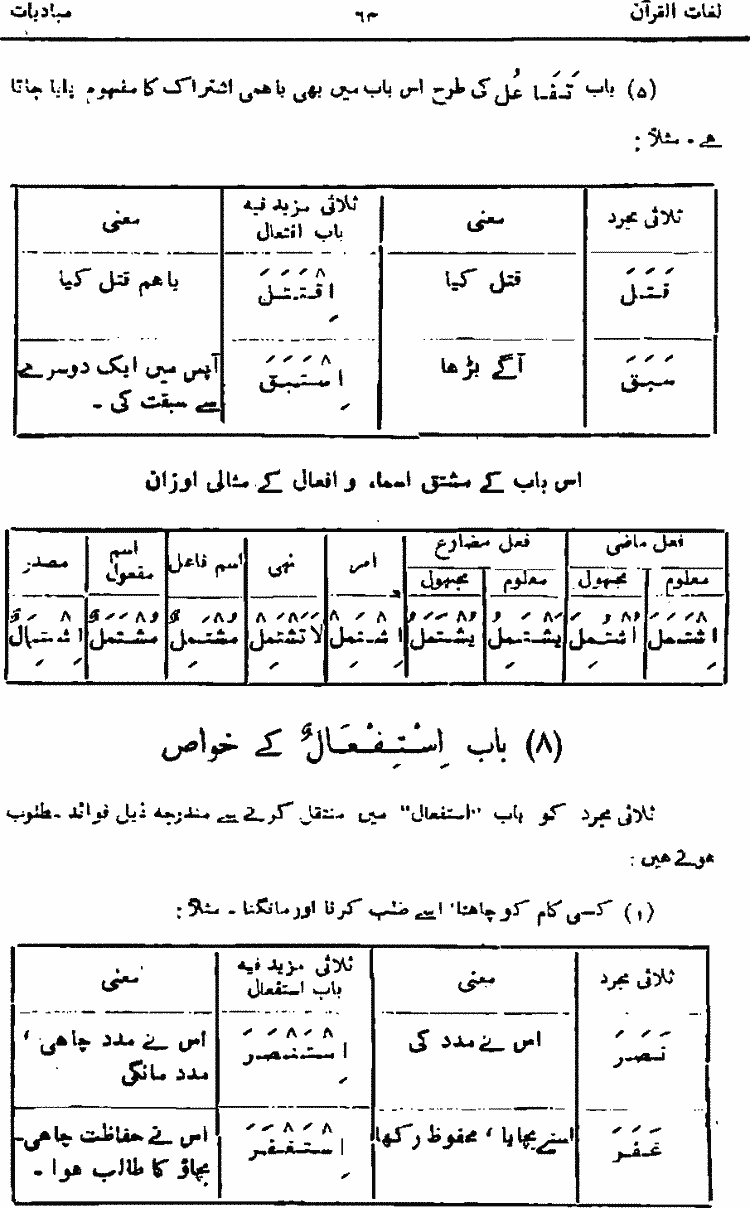 لغات القرآن ۶۳ مبادیات
(۵) باب تَفَاعُل کی طرح اس باب میں بھی باہمی اشتراک کا مفہوم پایا جاتا
ہے ۔ مثلاً :
ثلاثی مجرد معنی ثلاثی مزید فیہ معنی
باب افتعال
قَتَلَ قتل کیا اِقْتَتَلَ باہم قتل کیا
سَبَقَ آگے بڑھا اِسْتَبَقَ آپس میں ایک دوسرے
سے سبقت کی ۔
اس باب کے مشتق اسماء و افعال کے مثالی اوزان
فعل ماضی فعل مضارع امر نہی اسم فاعل اسم مفعول مصدر
معلوم مجہول معلوم مجہول
اِشْتَمَلَ اُشْتُمِلَ يَشْتَمِلُ يُشْتَمَلُ اِشْتَمِلْ لَاتَشْتَمِلْ مُشْتَمِلٌ مُشْتَمَلٌ اِشْتِمَالٌ
(۸) باب اِسْتِفْعَالٌ کے خواص
ثلاثی مجرد کو باب "استفعال" میں منتقل کرنے سے مندرجہ ذیل فوائد مطلوب
ہوتے ہیں :
(۱) کسی کام کو چاہنا، اسے طلب کرنا اور مانگنا ۔ مثلاً :
ثلاثی مجرد معنی ثلاثی مزید فیہ معنی
باب استفعال
نَصَرَ اس نے مدد کی اِسْتَنْصَرَ اس نے مدد چاہی ،
مدد مانگی
غَفَرَ اسنے بچایا ، محفوظ رکھا اِسْتَغْفَرَ اس نے حفاظت چاہی۔
بچاؤ کا طالب ہوا ۔